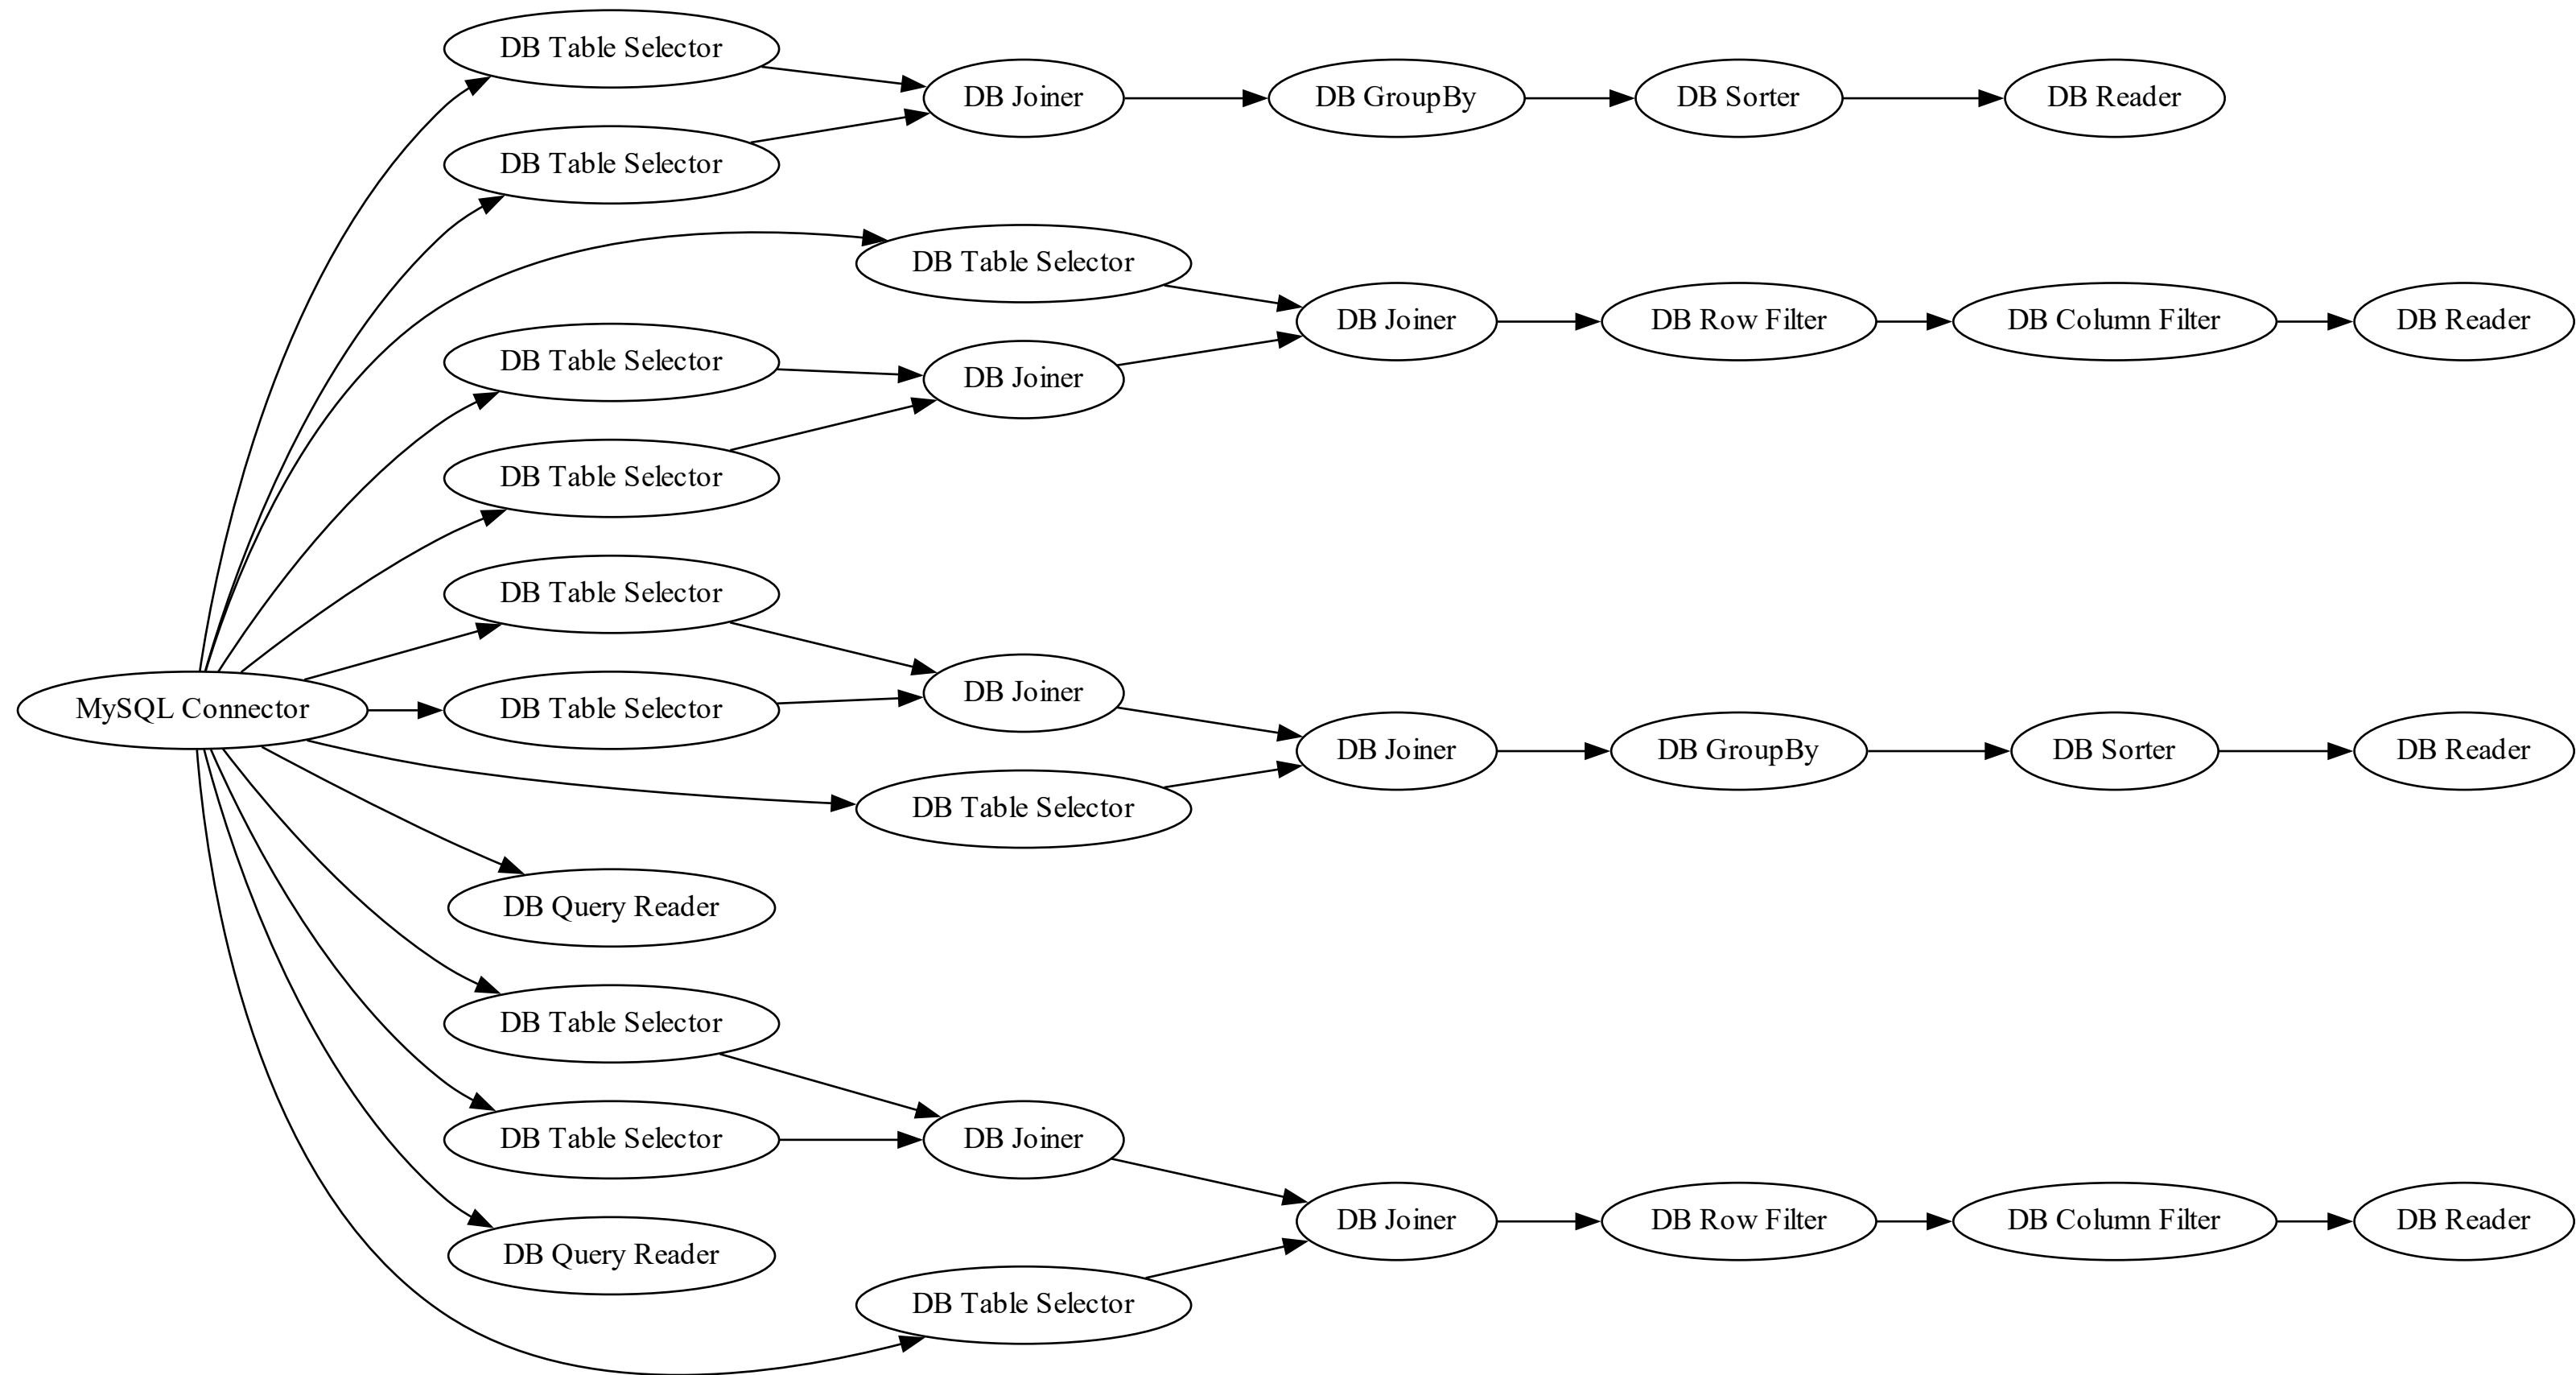 DB Table Selector
DB Joiner
DB GroupBy
DB Sorter
DB Reader
DB Table Selector
DB Table Selector
DB Joiner
DB Row Filter
DB Column Filter
DB Reader
DB Table Selector
DB Joiner
DB Table Selector
DB Table Selector
DB Joiner
MySQL Connector
DB Table Selector
DB Joiner
DB GroupBy
DB Sorter
DB Reader
DB Table Selector
DB Query Reader
DB Table Selector
DB Table Selector
DB Joiner
DB Joiner
DB Row Filter
DB Column Filter
DB Reader
DB Query Reader
DB Table Selector